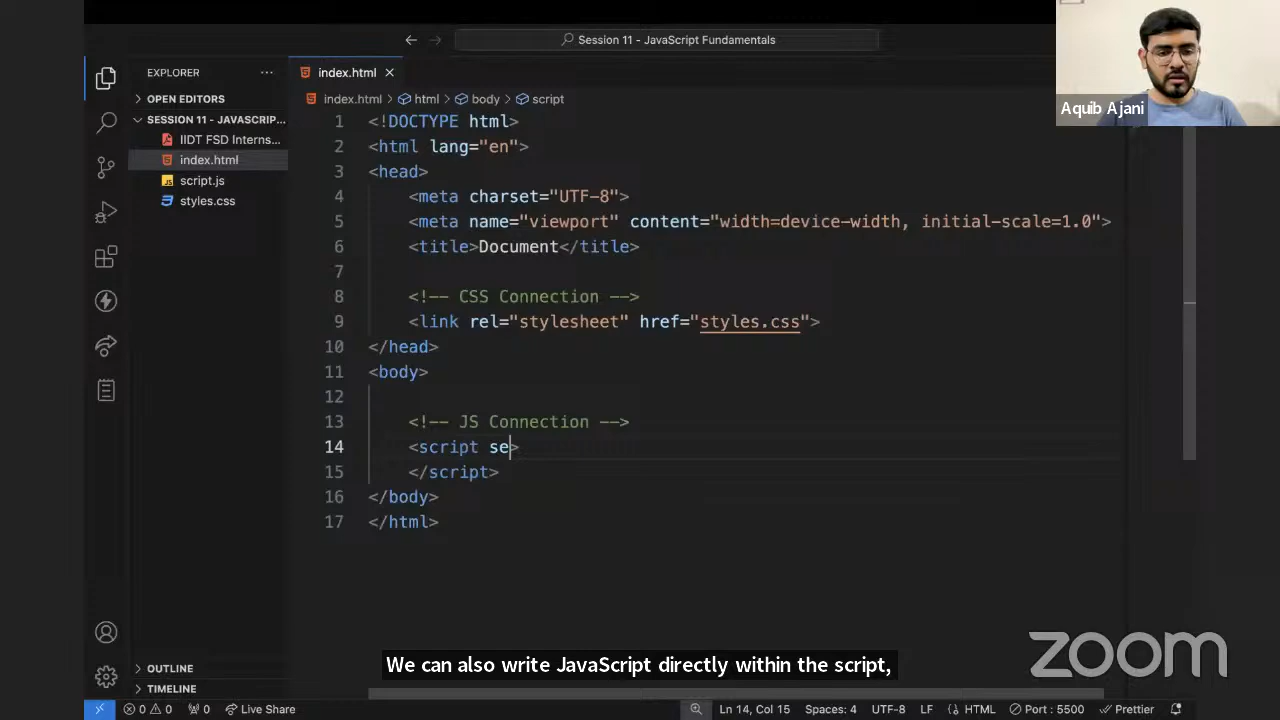 Session 11 - JavaScript Fundamentals
Aquib Ajani
EXPLORER
OPEN EDITORS
SESSION 11 - JAVASCRIP...
IIDT FSD Interns...
index.html
script.js
styles.css
OUTLINE
TIMELINE
index.html
index.html > html > body > script
1 <!DOCTYPE html>
2 <html lang="en">
3 <head>
4 <meta charset="UTF-8">
5 <meta name="viewport" content="width=device-width, initial-scale=1.0">
6 <title>Document</title>
7
8 <!-- CSS Connection -->
9 <link rel="stylesheet" href="styles.css">
10 </head>
11 <body>
12
13 <!-- JS Connection -->
14 <script se>
15 </script>
16 </body>
17 </html>
We can also write JavaScript directly within the script,
zoom
0 0 0 Live Share Ln 14, Col 15 Spaces: 4 UTF-8 LF {} HTML Port : 5500 Prettier